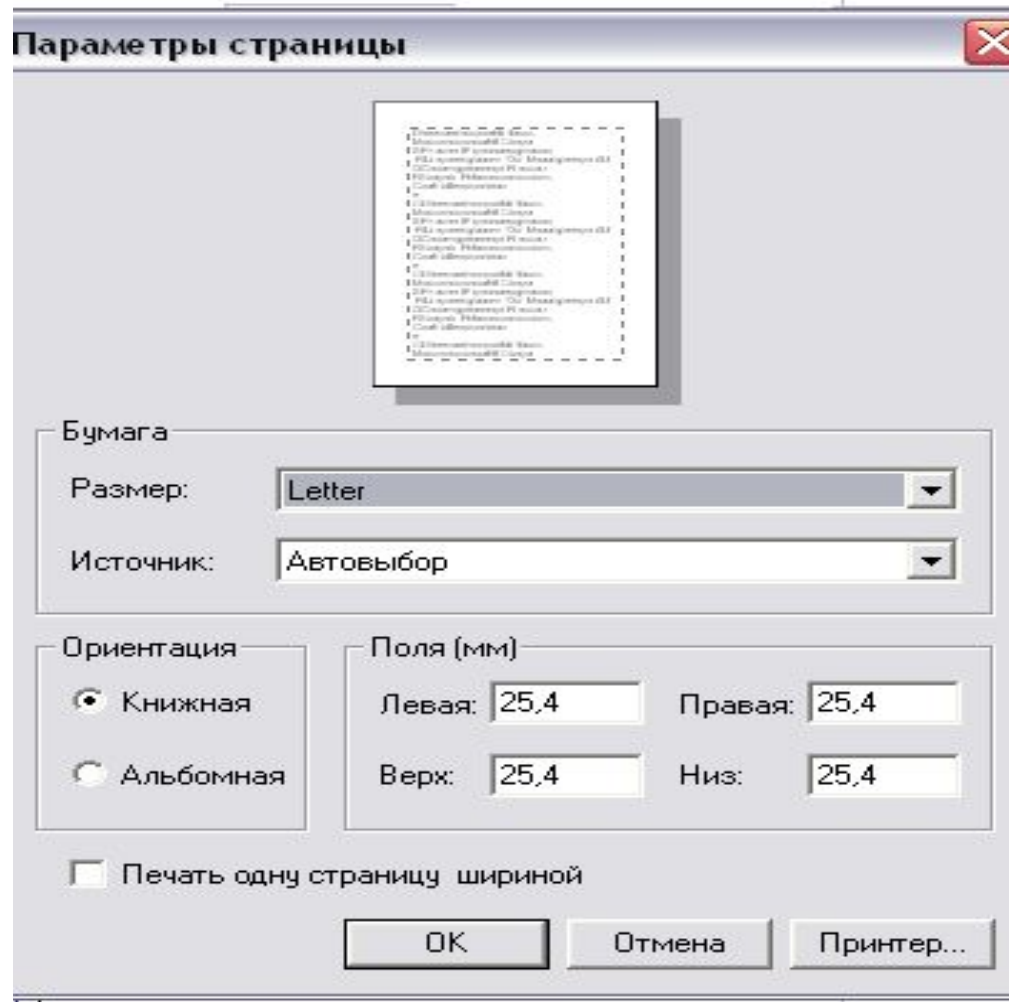 Параметры страницы
Бумага
Размер: Letter
Источник: Автовыбор
Ориентация
Книжная
Альбомная
Поля (мм)
Левая: 25,4 Правая: 25,4
Верх: 25,4 Низ: 25,4
Печать одну страницу шириной
OK Отмена Принтер...